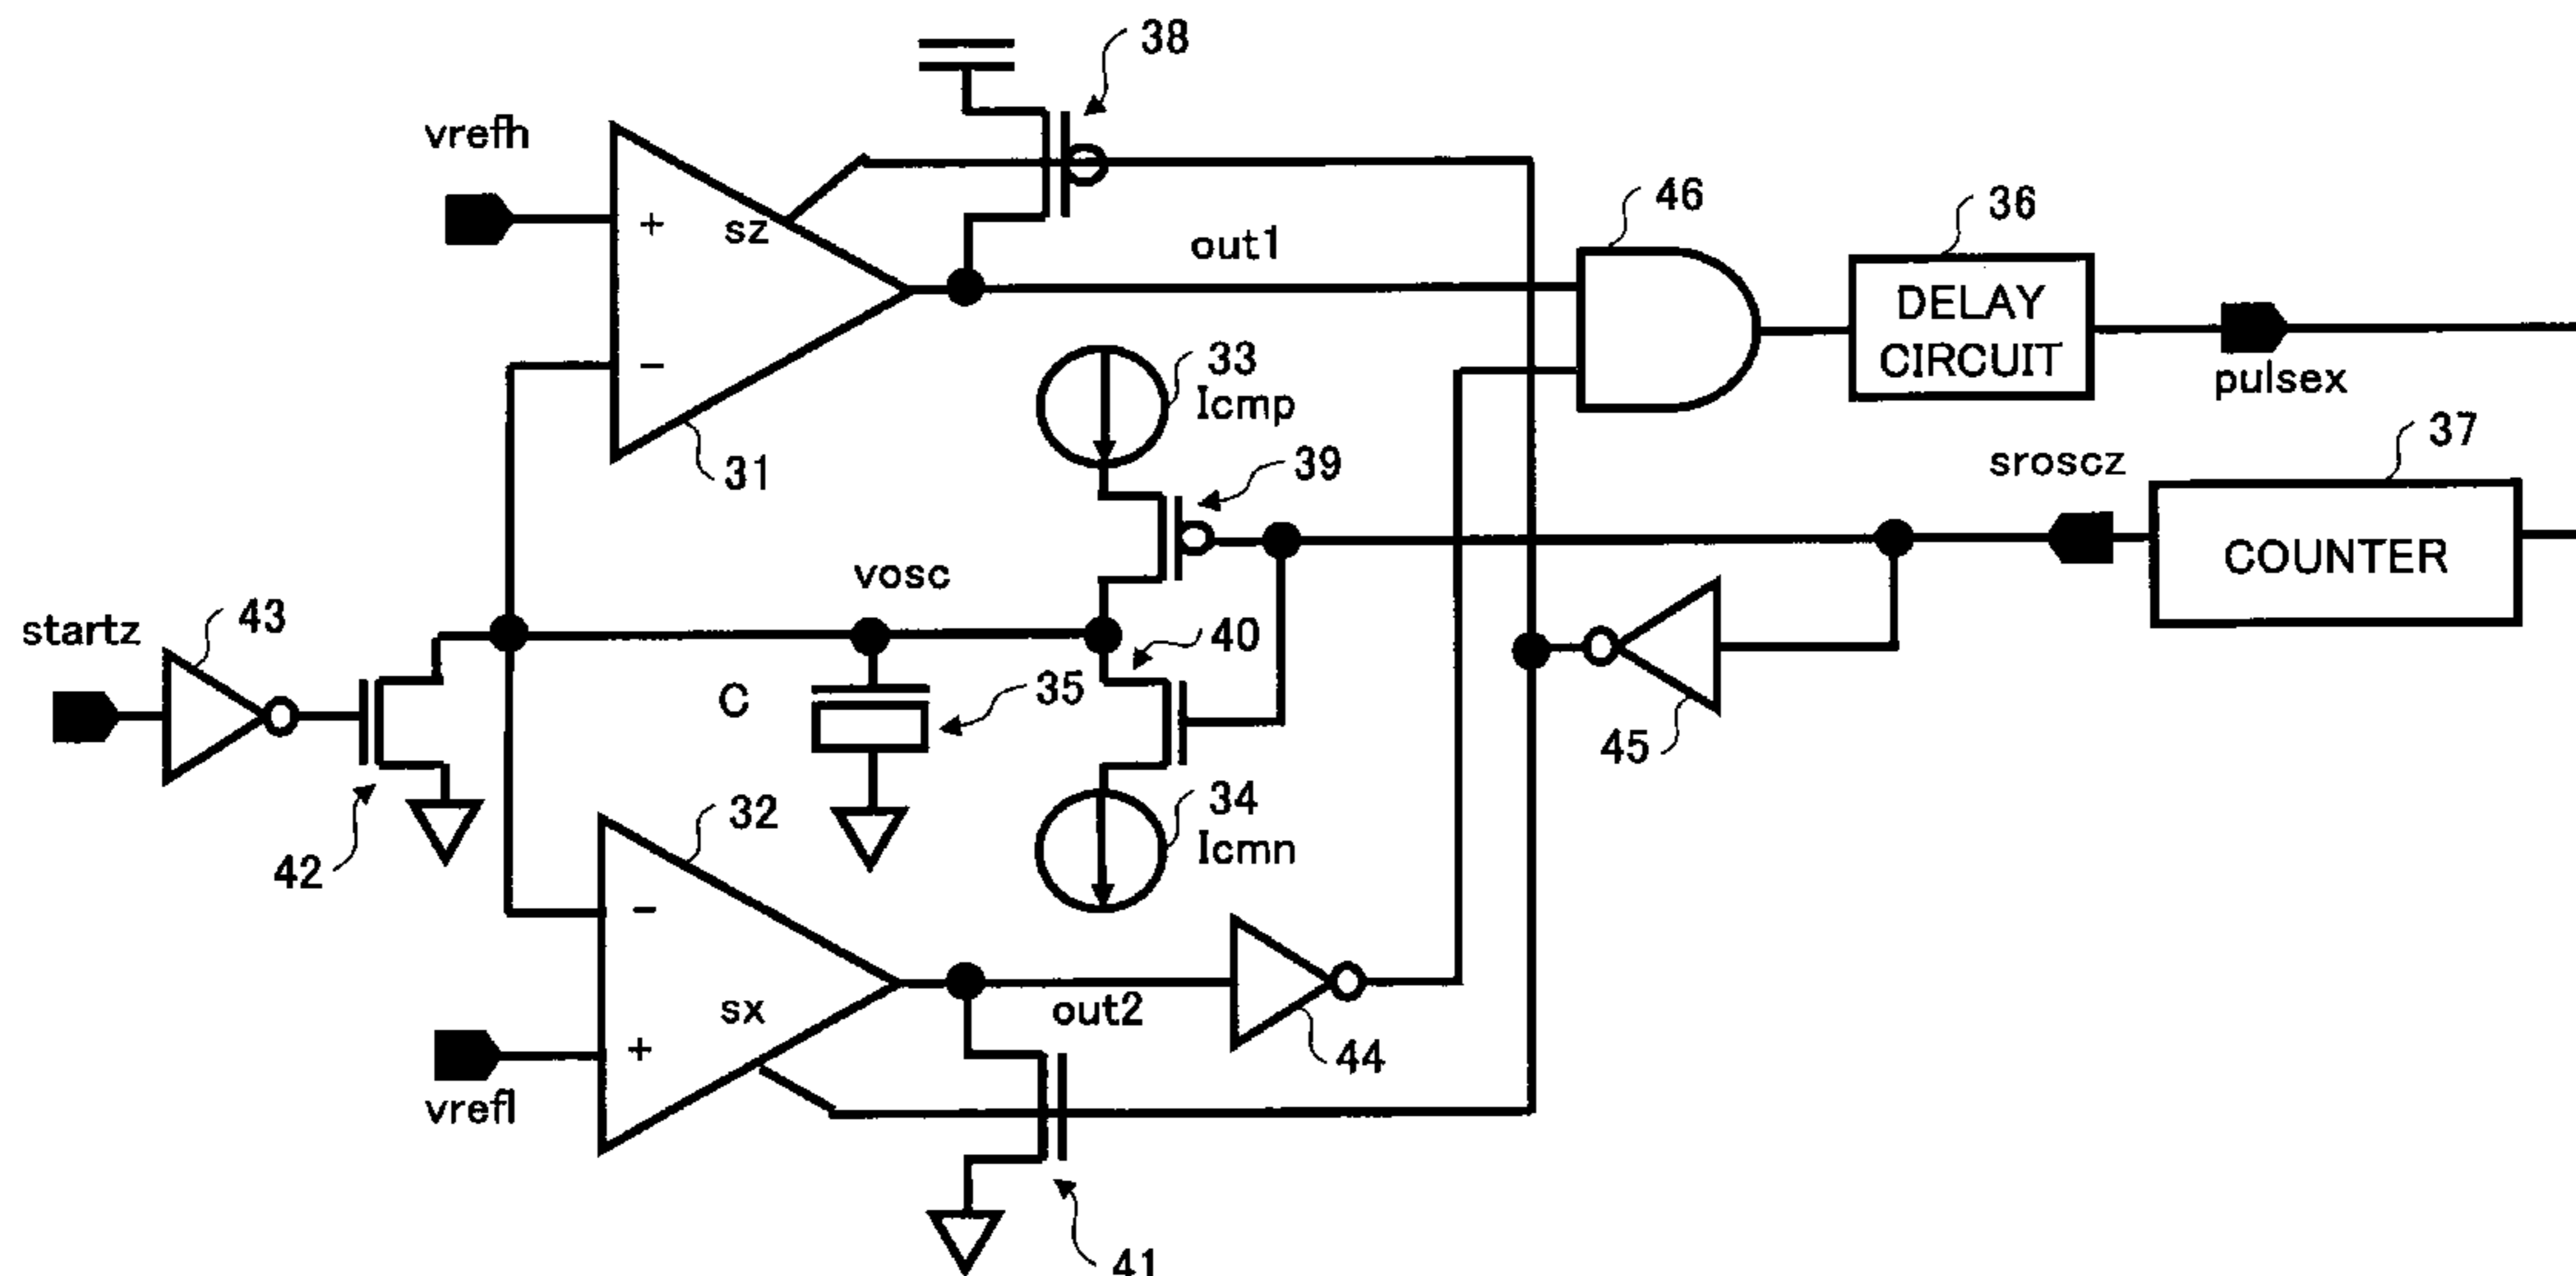 38
vrefh
46
+
sz
out1
36
DELAY
CIRCUIT
33
Icmp
−
pulsex
31
39
37
sroscz
COUNTER
startz
43
vosc
40
C
35
45
32
34
Icmn
42
−
sx
out2
+
44
vrefl
41